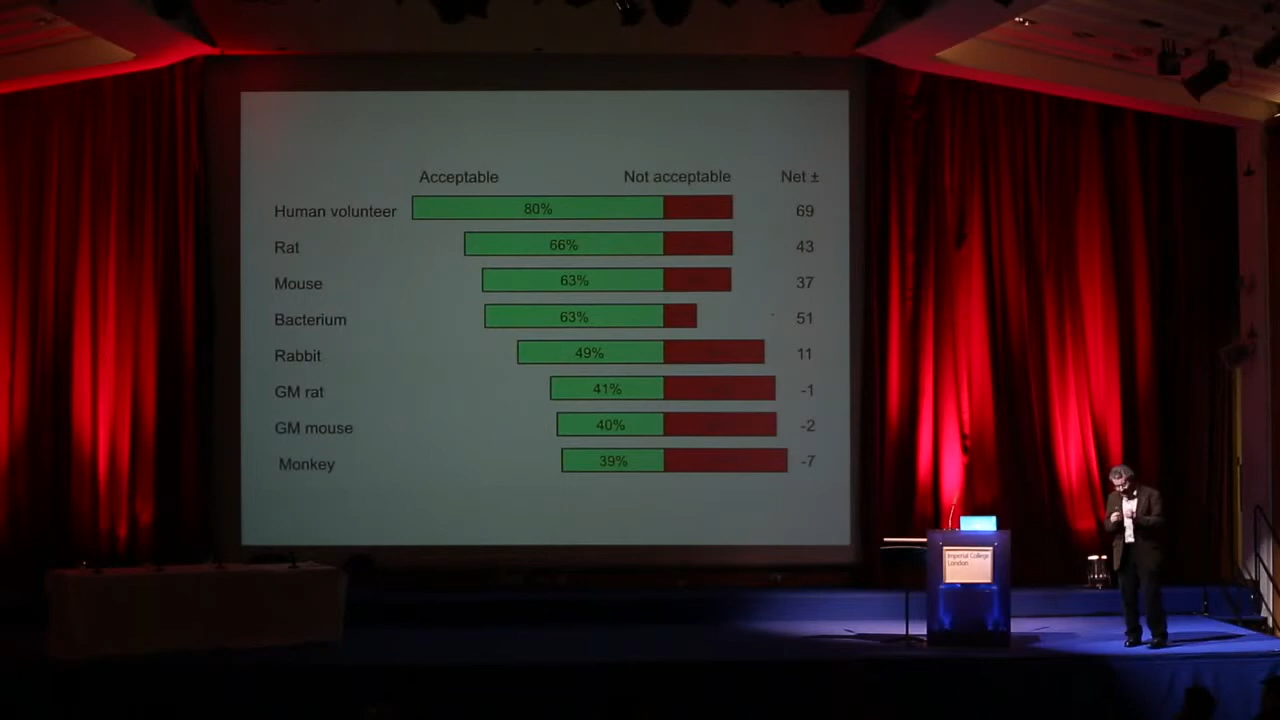 Acceptable Not acceptable Net ±
Human volunteer 80% 69
Rat 66% 43
Mouse 63% 37
Bacterium 63% 51
Rabbit 49% 11
GM rat 41% -1
GM mouse 40% -2
Monkey 39% -7
Imperial College
London